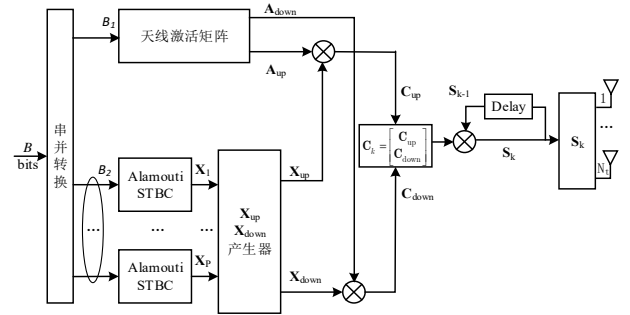 B
bits
串并转换
B1
天线激活矩阵
Adown
Aup
B2
Alamouti
STBC
X1
...
...
...
Alamouti
STBC
XP
Xup
Xdown
产生器
Xup
Xdown
Cup
Ck = [Cup
Cdown]
Cdown
Sk-1
Delay
Sk
Sk
1
...
Nt